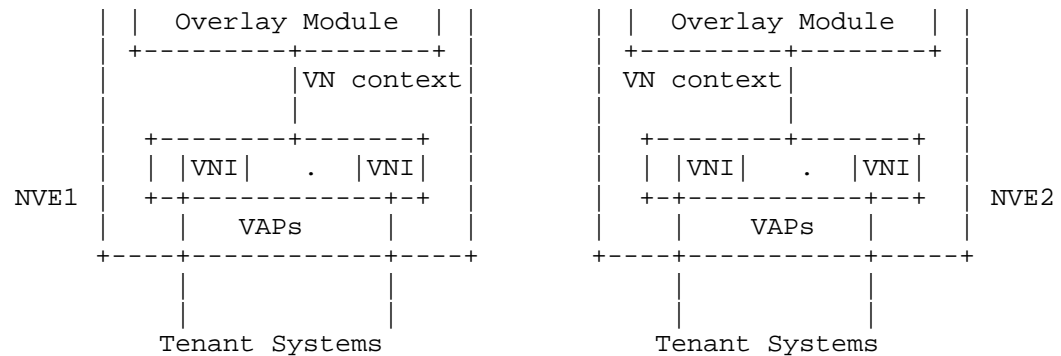 Overlay Module Overlay Module
VN context VN context
VNI . VNI VNI . VNI
NVE1 NVE2
VAPs VAPs
Tenant Systems Tenant Systems